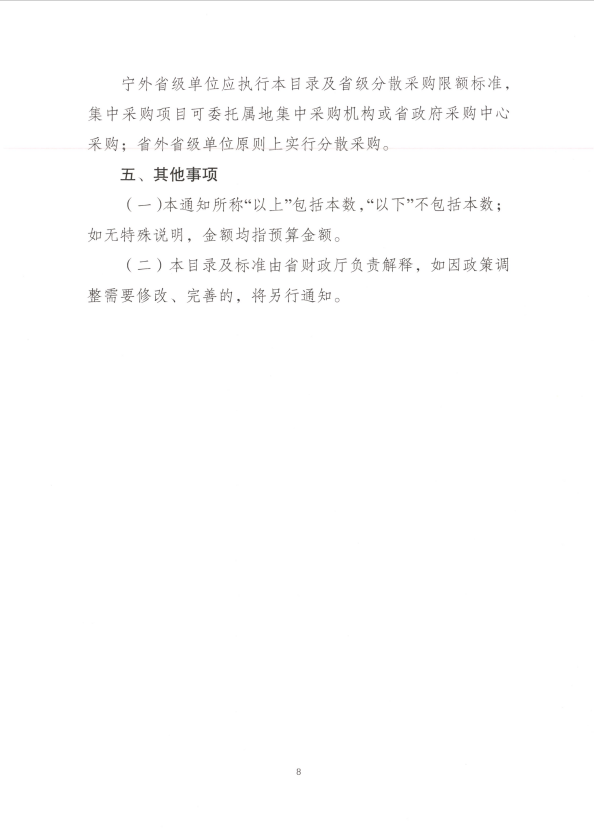 宁外省级单位应执行本目录及省级分散采购限额标准，
集中采购项目可委托属地集中采购机构或省政府采购中心
采购；省外省级单位原则上实行分散采购。
五、其他事项
（一）本通知所称“以上”包括本数，“以下”不包括本数；
如无特殊说明，金额均指预算金额。
（二）本目录及标准由省财政厅负责解释，如因政策调
整需要修改、完善的，将另行通知。
8